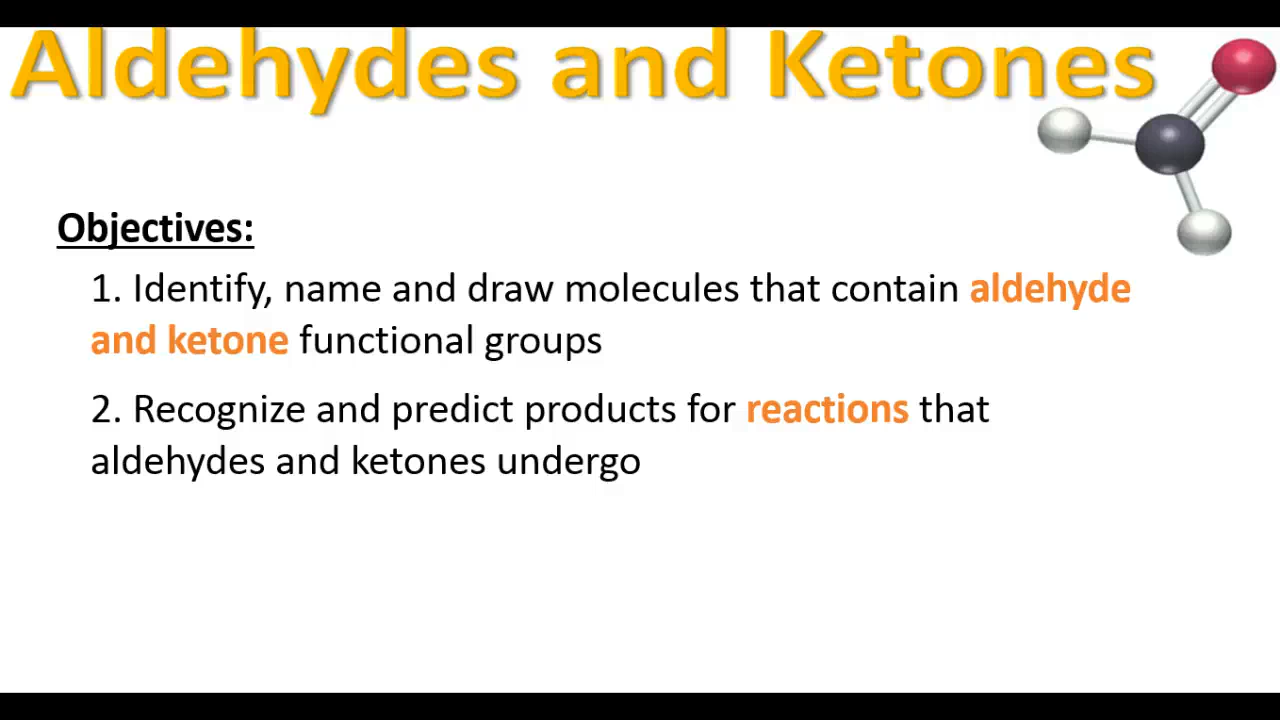 Aldehydes and Ketones
Objectives:
1. Identify, name and draw molecules that contain aldehyde
and ketone functional groups
2. Recognize and predict products for reactions that
aldehydes and ketones undergo